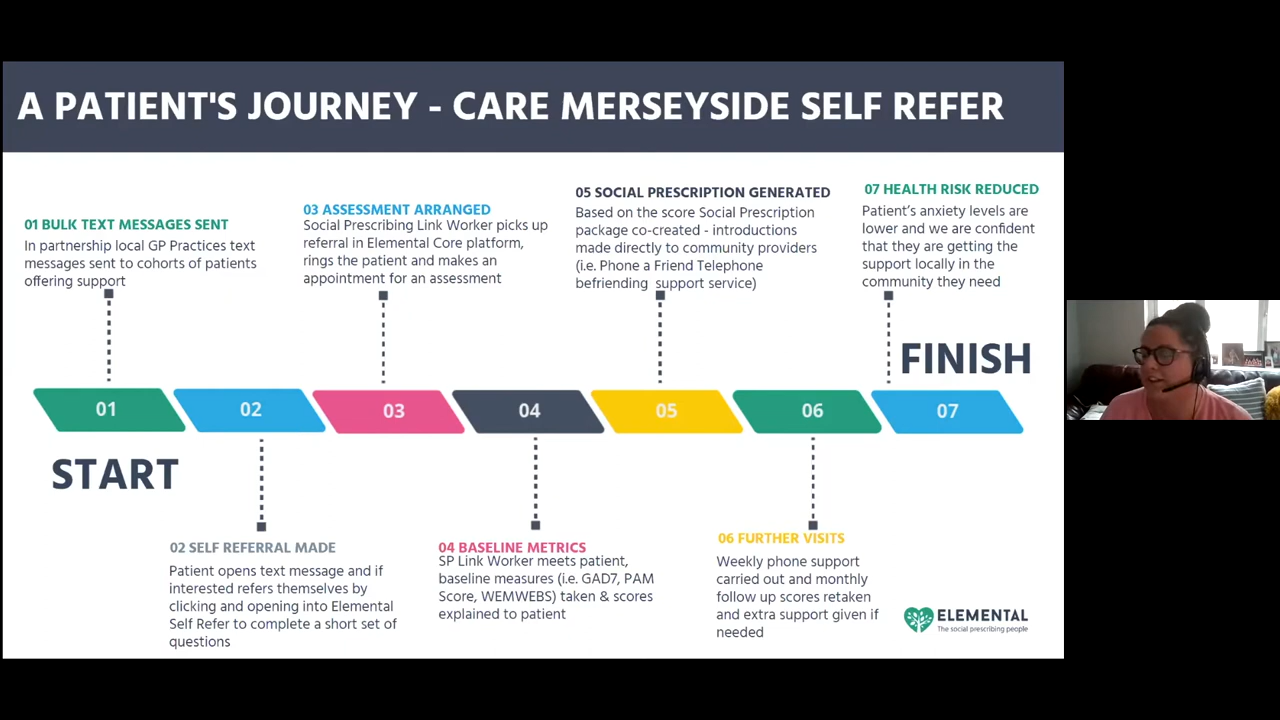 A PATIENT'S JOURNEY - CARE MERSEYSIDE SELF REFER
01 BULK TEXT MESSAGES SENT
In partnership local GP Practices text
messages sent to cohorts of patients
offering support
03 ASSESSMENT ARRANGED
Social Prescribing Link Worker picks up
referral in Elemental Core platform,
rings the patient and makes an
appointment for an assessment
05 SOCIAL PRESCRIPTION GENERATED
Based on the score Social Prescription
package co-created - introductions
made directly to community providers
(i.e. Phone a Friend Telephone
befriending support service)
07 HEALTH RISK REDUCED
Patient's anxiety levels are
lower and we are confident
that they are getting the
support locally in the
community they need
FINISH
01
02
03
04
05
06
07
START
02 SELF REFERRAL MADE
Patient opens text message and if
interested refers themselves by
clicking and opening into Elemental
Self Refer to complete a short set of
questions
04 BASELINE METRICS
SP Link Worker meets patient,
baseline measures (i.e. GAD7, PAM
Score, WEMWEBS) taken & scores
explained to patient
06 FURTHER VISITS
Weekly phone support
carried out and monthly
follow up scores retaken
and extra support given if
needed
ELEMENTAL
The social prescribing people